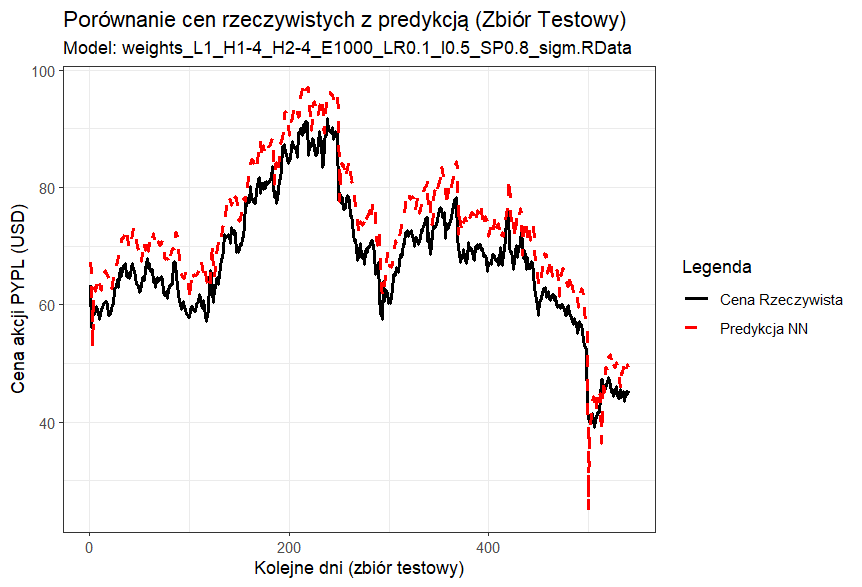 Porównanie cen rzeczywistych z predykcją (Zbiór Testowy)
Model: weights_L1_H1-4_H2-4_E1000_LR0.1_I0.5_SP0.8_sigm.RData
100
80
60
40
Cena akcji PYPL (USD)
0
200
400
Kolejne dni (zbiór testowy)
Legenda
Cena Rzeczywista
Predykcja NN